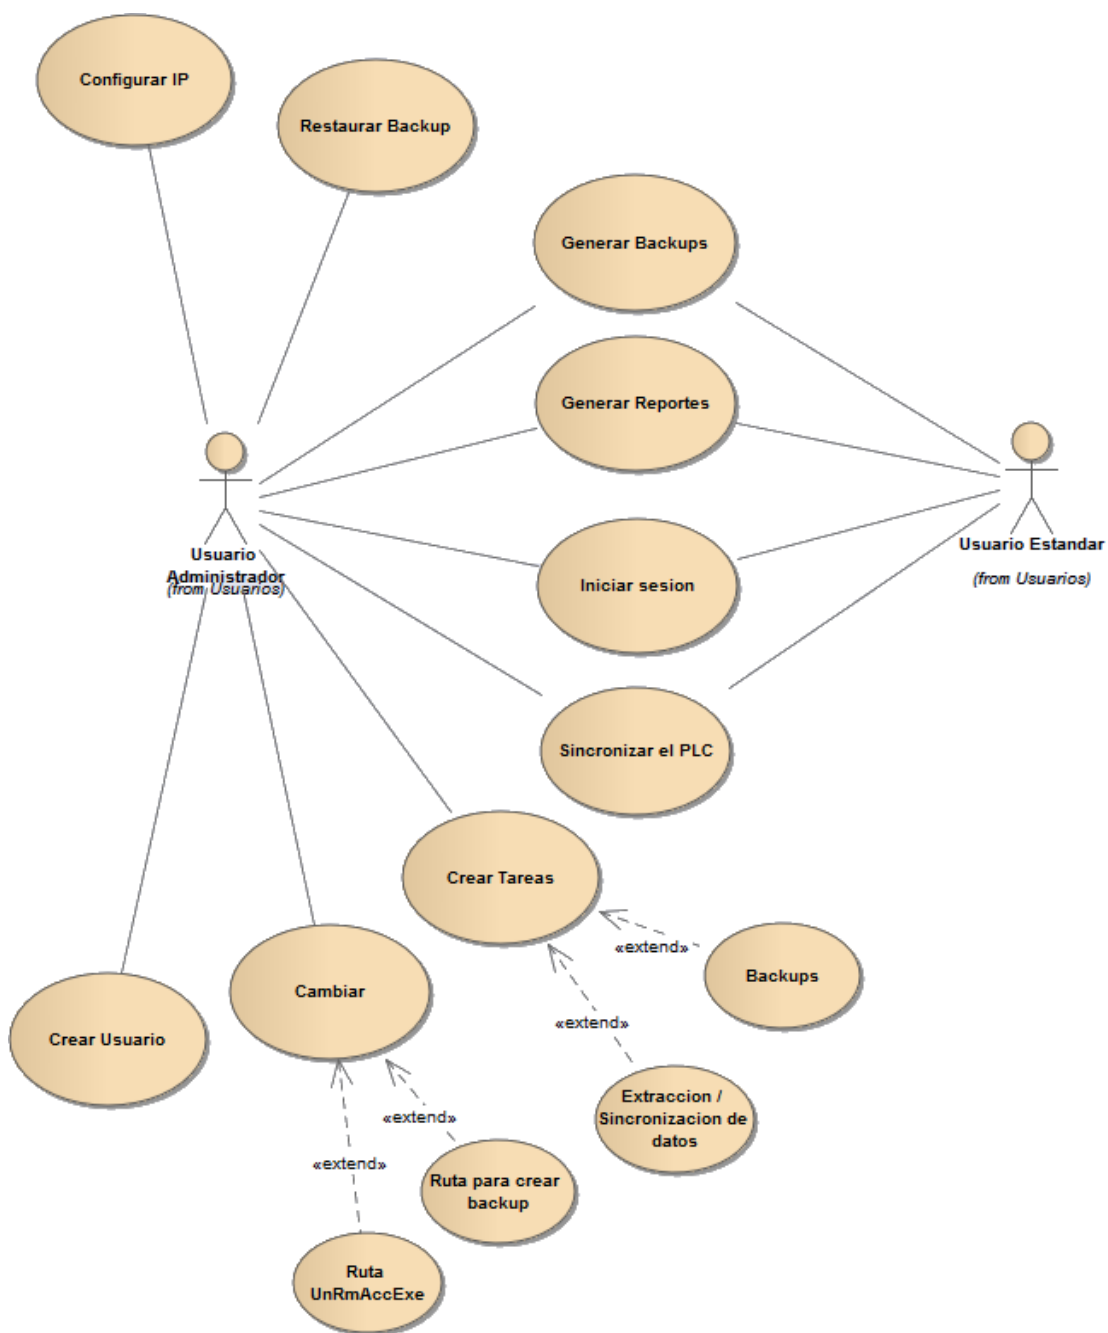 Configurar IP
Restaurar Backup
Generar Backups
Generar Reportes
Usuario
Administrador
(from Usuarios)
Usuario Estandar
(from Usuarios)
Iniciar sesion
Sincronizar el PLC
Crear Tareas
«extend»
Backups
Cambiar
«extend»
Crear Usuario
Extraccion /
Sincronizacion de
datos
«extend»
«extend»
Ruta para crear
backup
Ruta
UnRmAccExe